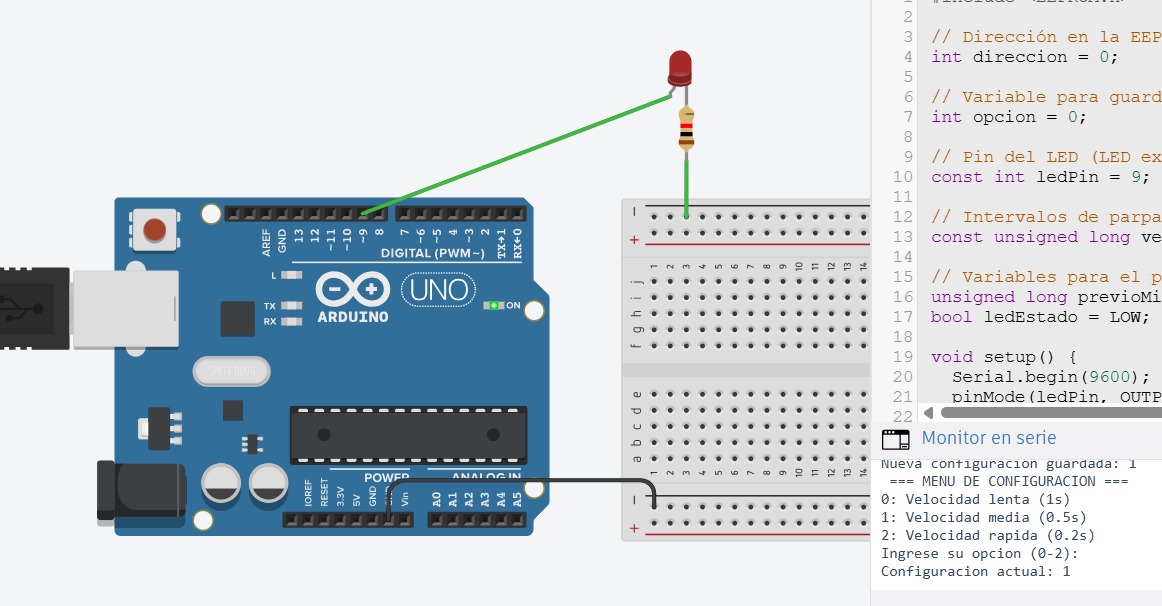 AREF
GND
13
12
~11
~10
~9
8
7
~6
~5
~4
~3
2
TX→1
RX←0
DIGITAL (PWM~)
L
TX
RX
UNO
ARDUINO
ON
POWER
ANALOG IN
IOREF
RESET
3.3V
5V
GND
Vin
A0
A1
A2
A3
A4
A5
1 2 3 4 5 6 7 8 9 10 11 12 13 14
j
i
h
g
f
e
d
c
b
a
1 2 3 4 5 6 7 8 9 10 11 12 13 14
2
3 // Dirección en la EEP
4 int direccion = 0;
5
6 // Variable para guard
7 int opcion = 0;
8
9 // Pin del LED (LED ex
10 const int ledPin = 9;
11
12 // Intervalos de parpa
13 const unsigned long ve
14
15 // Variables para el p
16 unsigned long previoMi
17 bool ledEstado = LOW;
18
19 void setup() {
20 Serial.begin(9600);
21 pinMode(ledPin, OUTP
22
Monitor en serie
Nueva configuracion guardada: 1
=== MENU DE CONFIGURACION ===
0: Velocidad lenta (1s)
1: Velocidad media (0.5s)
2: Velocidad rapida (0.2s)
Ingrese su opcion (0-2):
Configuracion actual: 1